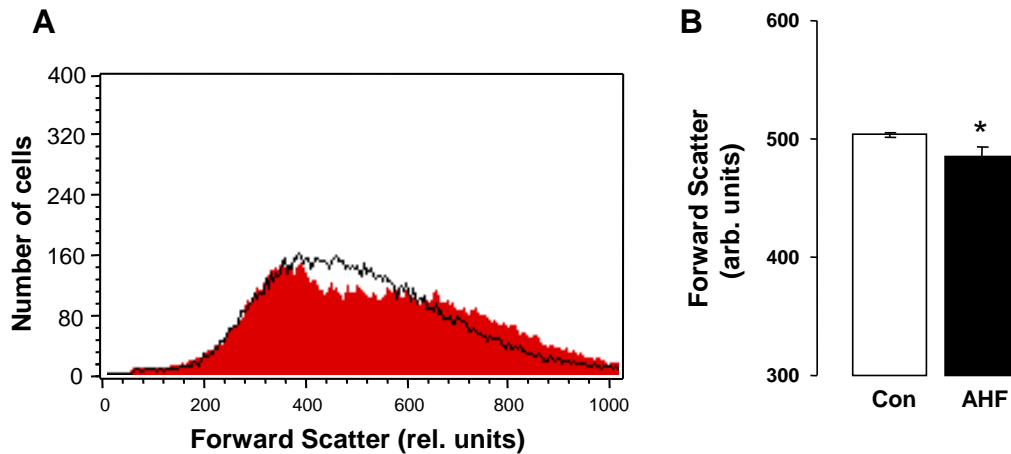 A
400
320
240
160
80
0
Number of cells
0 200 400 600 800 1000
Forward Scatter (rel. units)
B
600
500
400
300
Forward Scatter
(arb. units)
*
Con AHF